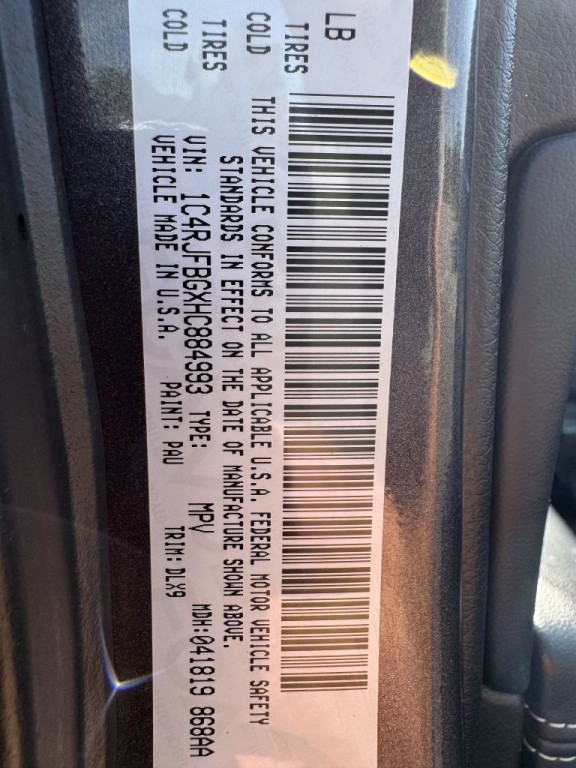 LB
TIRES
COLD
TIRES
COLD
THIS VEHICLE CONFORMS TO ALL APPLICABLE U.S.A. FEDERAL MOTOR VEHICLE SAFETY
STANDARDS IN EFFECT ON THE DATE OF MANUFACTURE SHOWN ABOVE.
VIN: 1C4RJFBGXHC884993 TYPE: MPV MDH:041819 868AA
VEHICLE MADE IN U.S.A. PAINT: PAU TRIM: DLX9